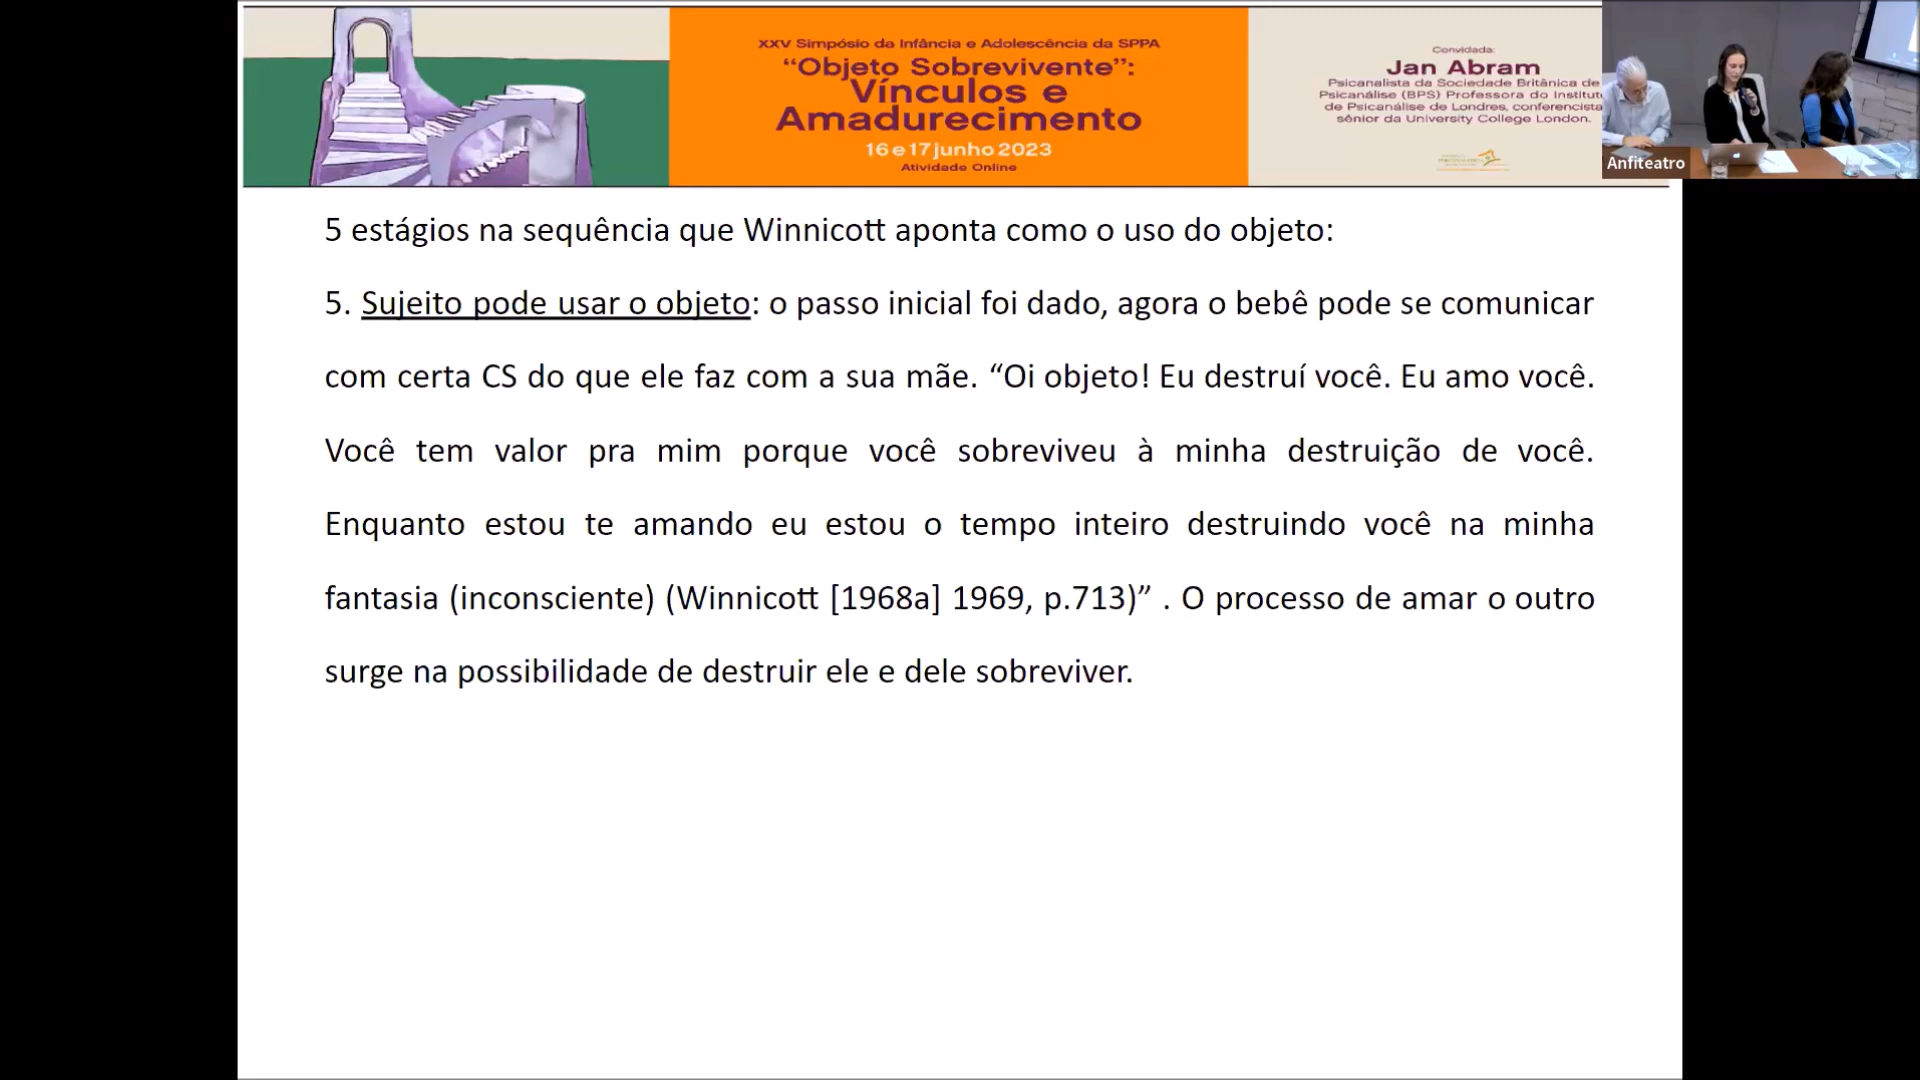 XXV Simpósio da Infância e Adolescência da SPPA
“Objeto Sobrevivente”:
Vínculos e
Amadurecimento
16 e 17 junho 2023
Atividade Online
Convidada:
Jan Abram
Psicanalista da Sociedade Britânica de
Psicanálise (BPS) Professora do Institut
de Psicanálise de Londres, conferencista
sênior da University College London.
Anfiteatro
5 estágios na sequência que Winnicott aponta como o uso do objeto:
5. Sujeito pode usar o objeto: o passo inicial foi dado, agora o bebê pode se comunicar
com certa CS do que ele faz com a sua mãe. “Oi objeto! Eu destruí você. Eu amo você.
Você tem valor pra mim porque você sobreviveu à minha destruição de você.
Enquanto estou te amando eu estou o tempo inteiro destruindo você na minha
fantasia (inconsciente) (Winnicott [1968a] 1969, p.713)” . O processo de amar o outro
surge na possibilidade de destruir ele e dele sobreviver.